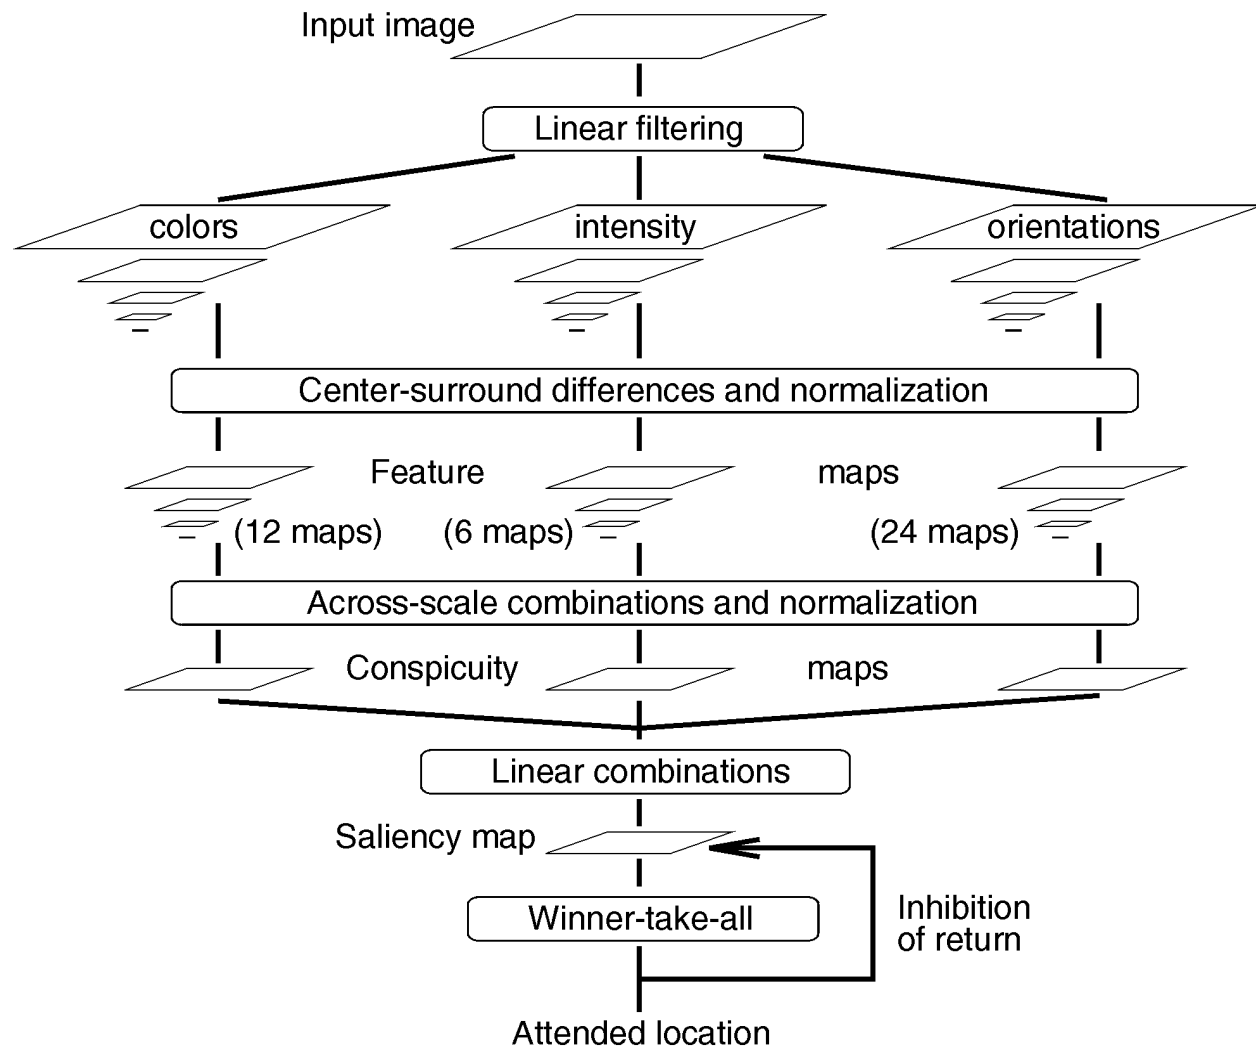 Input image
Linear filtering
colors intensity orientations
Center-surround differences and normalization
Feature maps
(12 maps) (6 maps) (24 maps)
Across-scale combinations and normalization
Conspicuity maps
Linear combinations
Saliency map
Winner-take-all
Inhibition
of return
Attended location